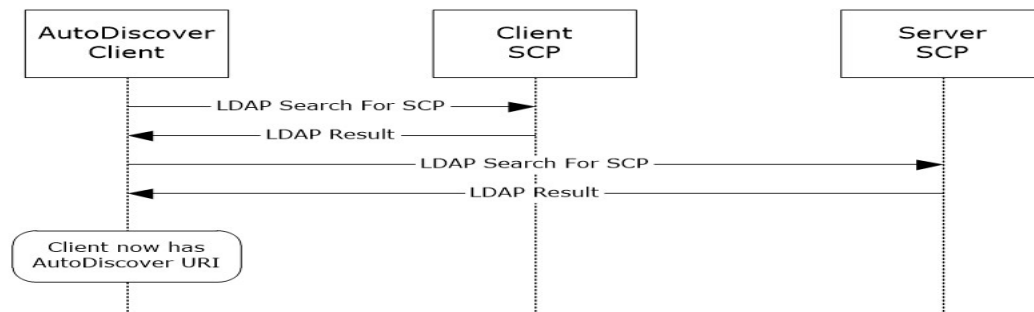 AutoDiscover
Client
Client
SCP
Server
SCP
LDAP Search For SCP
LDAP Result
LDAP Search For SCP
LDAP Result
Client now has
AutoDiscover URI